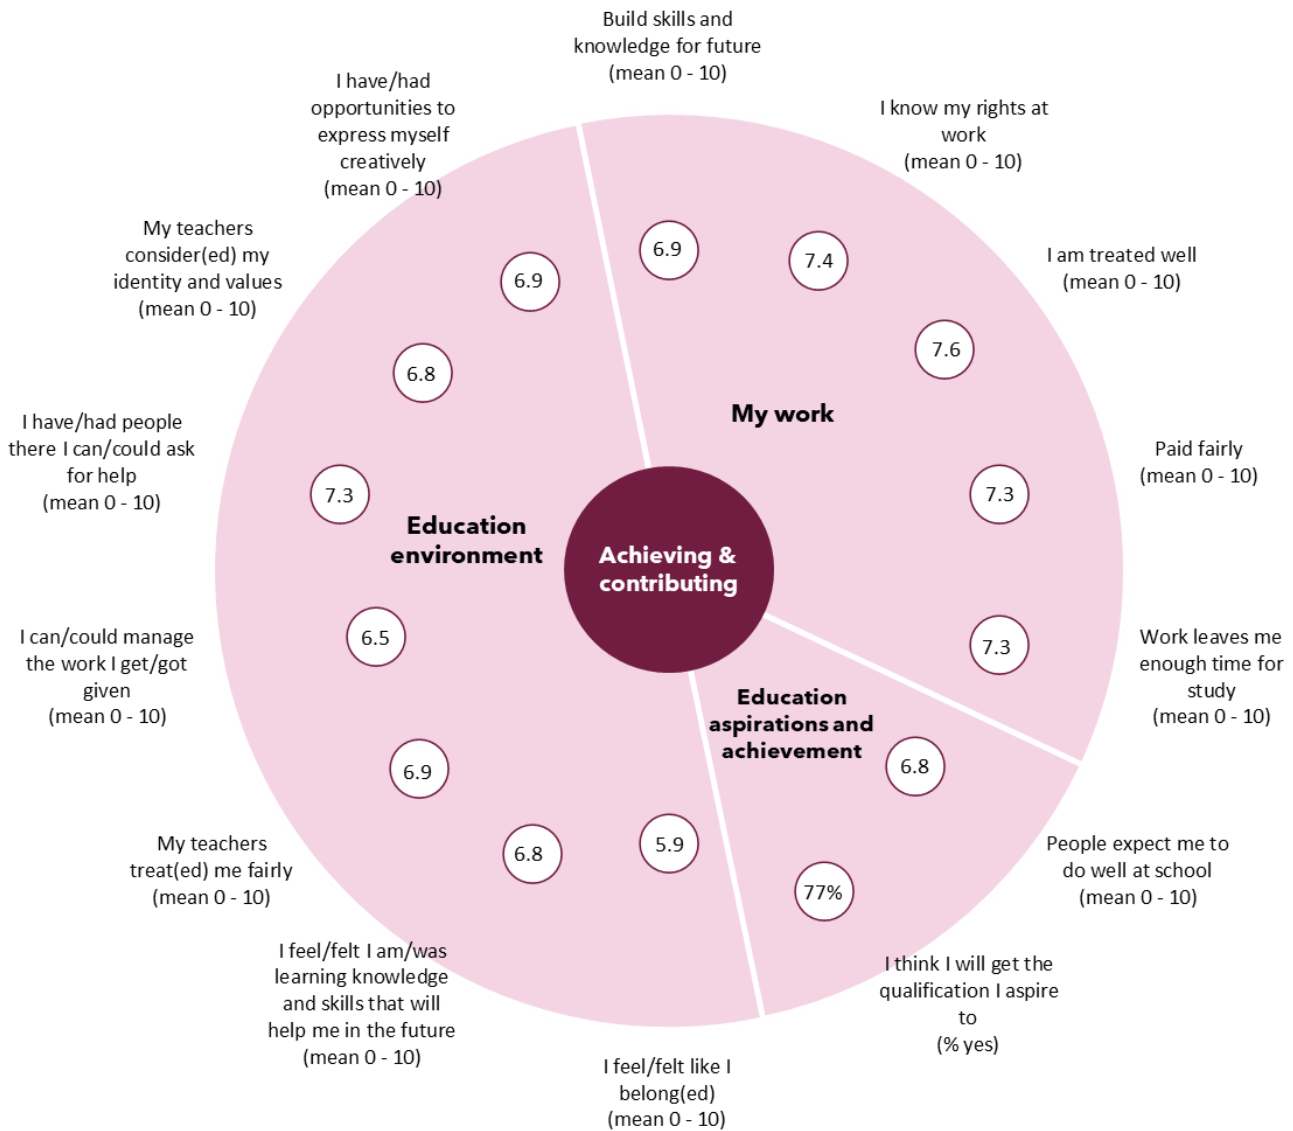 Build skills and
knowledge for future
(mean 0 - 10)
I know my rights at
work
(mean 0 - 10)
I am treated well
(mean 0 - 10)
Paid fairly
(mean 0 - 10)
Work leaves me
enough time for
study
(mean 0 - 10)
People expect me to
do well at school
(mean 0 - 10)
I think I will get the
qualification I aspire
to
(% yes)
I feel/felt like I
belong(ed)
(mean 0 - 10)
I feel/felt I am/was
learning knowledge
and skills that will
help me in the future
(mean 0 - 10)
My teachers
treat(ed) me fairly
(mean 0 - 10)
I can/could manage
the work I get/got
given
(mean 0 - 10)
I have/had people
there I can/could ask
for help
(mean 0 - 10)
My teachers
consider(ed) my
identity and values
(mean 0 - 10)
I have/had
opportunities to
express myself
creatively
(mean 0 - 10)
6.9
7.4
7.6
7.3
7.3
6.8
77%
5.9
6.8
6.9
6.5
7.3
6.8
6.9
My work
Education
aspirations and
achievement
Education
environment
Achieving &
contributing